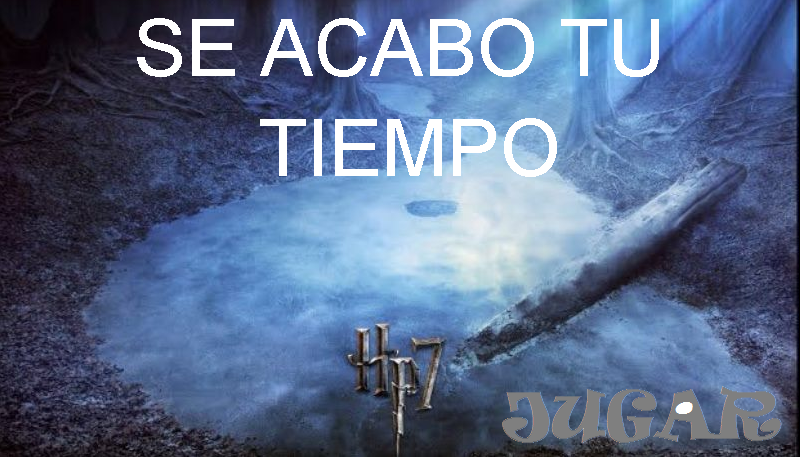 SE ACABO TU
TIEMPO
HP7
JUGAR